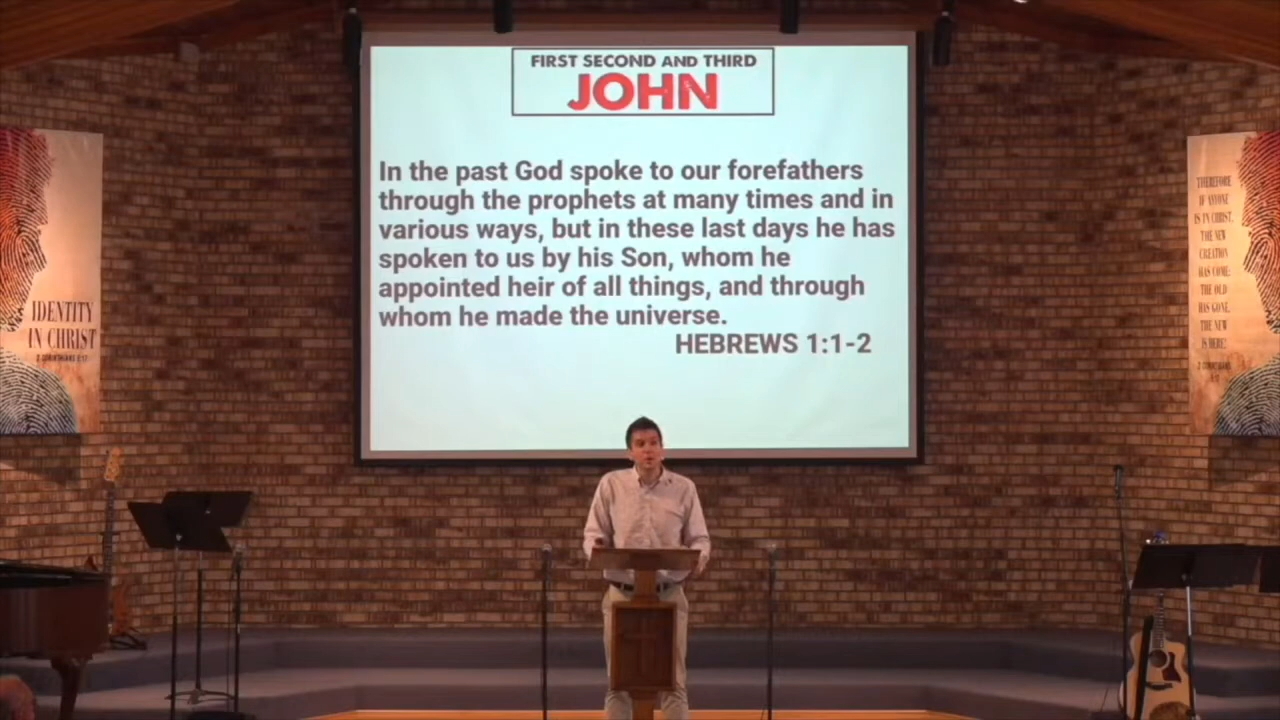 FIRST SECOND AND THIRD
JOHN
In the past God spoke to our forefathers
through the prophets at many times and in
various ways, but in these last days he has
spoken to us by his Son, whom he
appointed heir of all things, and through
whom he made the universe.
HEBREWS 1:1-2
IDENTITY
IN CHRIST
2 CORINTHIANS 5:17
THEREFORE
IF ANYONE
IS IN CHRIST,
THE NEW
CREATION
HAS COME:
THE OLD
HAS GONE,
THE NEW
IS HERE!